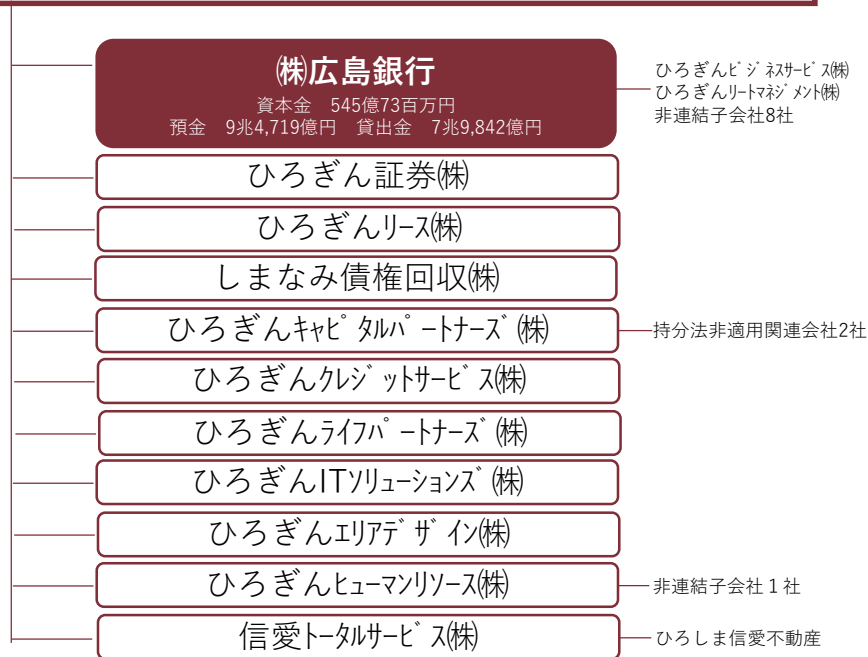 ㈱広島銀行
資本金 545億73百万円
預金 9兆4,719億円 貸出金 7兆9,842億円
ひろぎんﾋﾞｼﾞﾈｽｻｰﾋﾞｽ㈱
ひろぎんﾘｰﾄﾏﾈｼﾞﾒﾝﾄ㈱
非連結子会社8社
ひろぎん証券㈱
ひろぎんﾘｰｽ㈱
しまなみ債権回収㈱
ひろぎんｷｬﾋﾟﾀﾙﾊﾟｰﾄﾅｰｽﾞ㈱
持分法非適用関連会社2社
ひろぎんｸﾚｼﾞｯﾄｻｰﾋﾞｽ㈱
ひろぎんﾗｲﾌﾊﾟｰﾄﾅｰｽﾞ㈱
ひろぎんITｿﾘｭｰｼｮﾝｽﾞ㈱
ひろぎんｴﾘｱﾃﾞｻﾞｲﾝ㈱
ひろぎんﾋｭｰﾏﾝﾘｿｰｽ㈱
非連結子会社１社
信愛ﾄｰﾀﾙｻｰﾋﾞｽ㈱
ひろしま信愛不動産